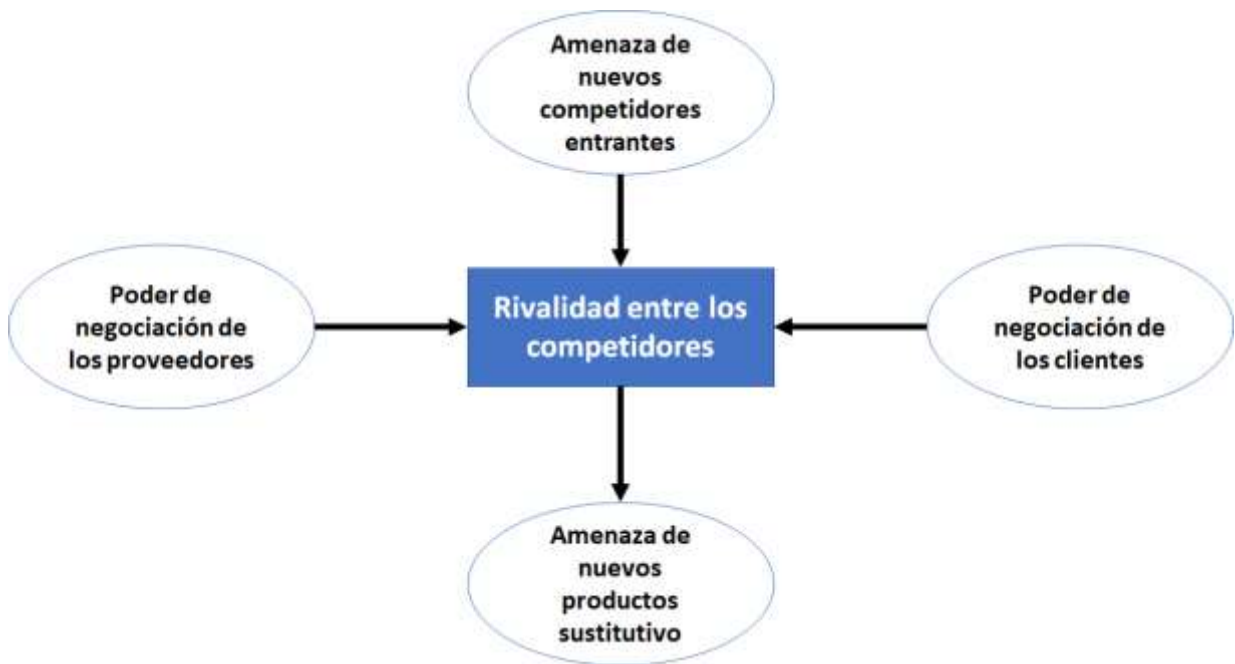 Amenaza de
nuevos
competidores
entrantes
Poder de
negociación de
los proveedores
Rivalidad entre los
competidores
Poder de
negociación de
los clientes
Amenaza de
nuevos
productos
sustitutivo